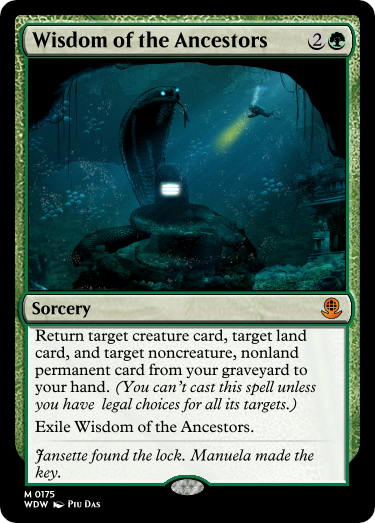 Wisdom of the Ancestors 2
Sorcery
Return target creature card, target land
card, and target noncreature, nonland
permanent card from your graveyard to
your hand. (You can't cast this spell unless
you have legal choices for all its targets.)
Exile Wisdom of the Ancestors.
Jansette found the lock. Manuela made the
key.
M 0175
WDW Piu Das